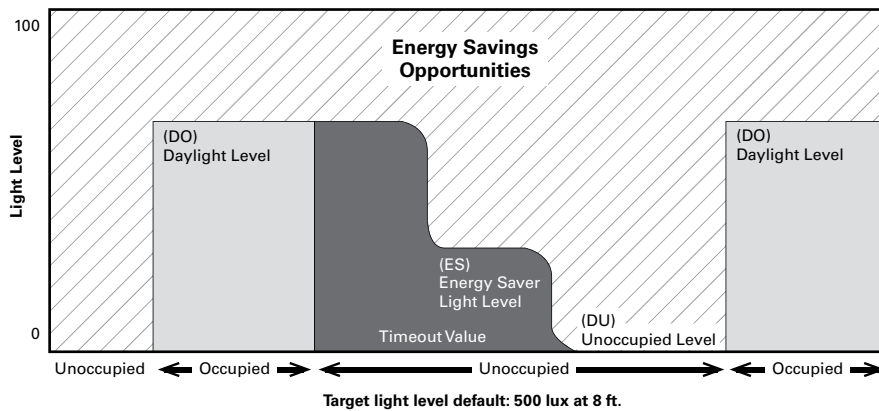 100
Energy Savings
Opportunities
Light Level
(DO)
Daylight Level
(DO)
Daylight Level
(ES)
Energy Saver
Light Level
(DU)
Unoccupied Level
Timeout Value
0
Unoccupied
Occupied
Unoccupied
Occupied
Target light level default: 500 lux at 8 ft.